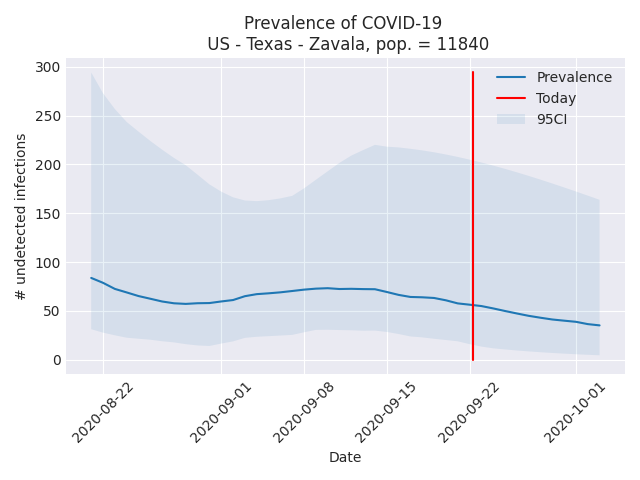 Prevalence of COVID-19
US - Texas - Zavala, pop. = 11840
Prevalence
Today
95CI
# undetected infections
300
250
200
150
100
50
0
2020-08-22
2020-09-01
2020-09-08
2020-09-15
2020-09-22
2020-10-01
Date